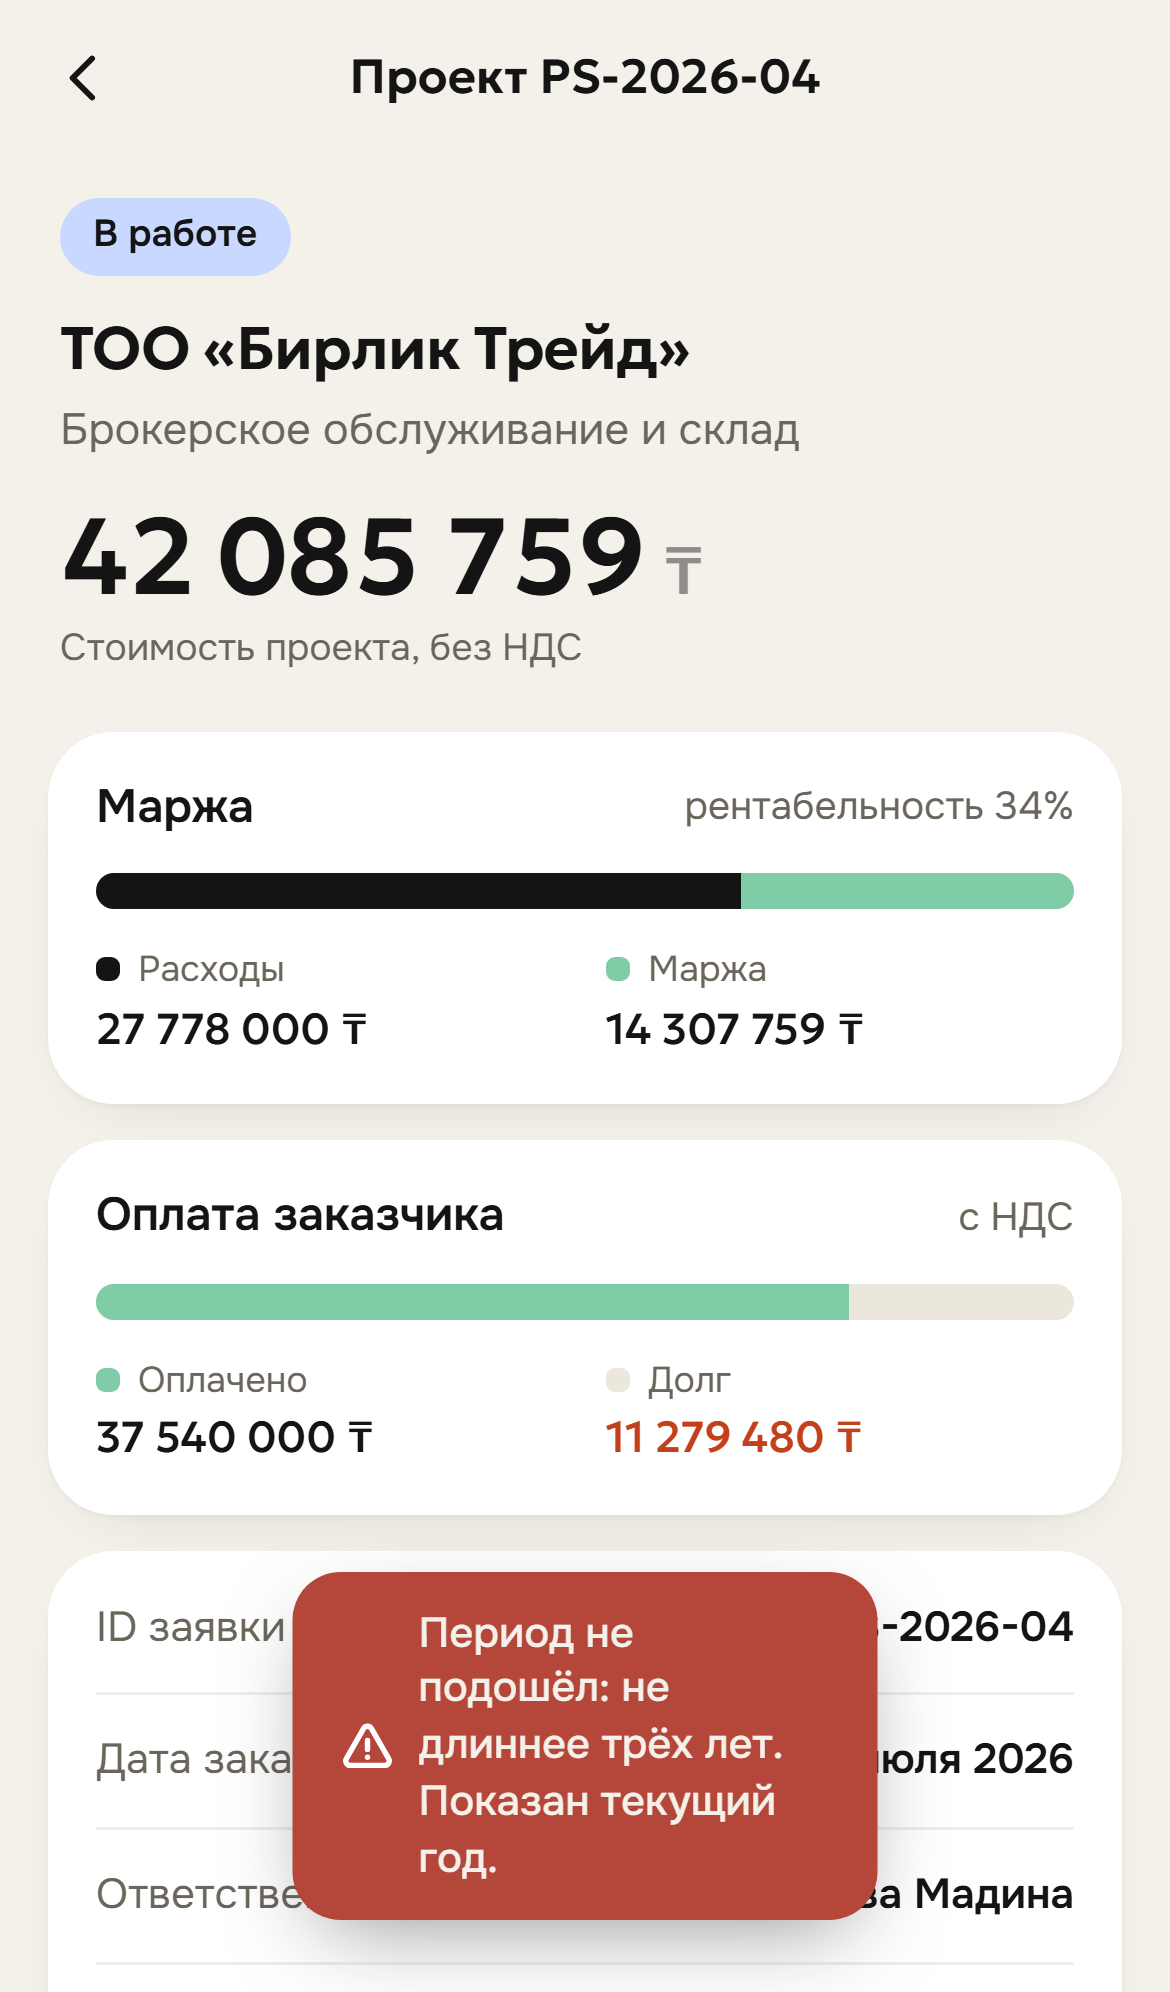 Проект PS-2026-04
В работе
ТОО «Бирлик Трейд»
Брокерское обслуживание и склад
42 085 759 ₸
Стоимость проекта, без НДС
Маржа рентабельность 34%
Расходы Маржа
27 778 000 ₸ 14 307 759 ₸
Оплата заказчика с НДС
Оплачено Долг
37 540 000 ₸ 11 279 480 ₸
ID заявки -2026-04
Период не
подошёл: не
длиннее трёх лет.
Показан текущий
год.
Дата 2026
Мадина